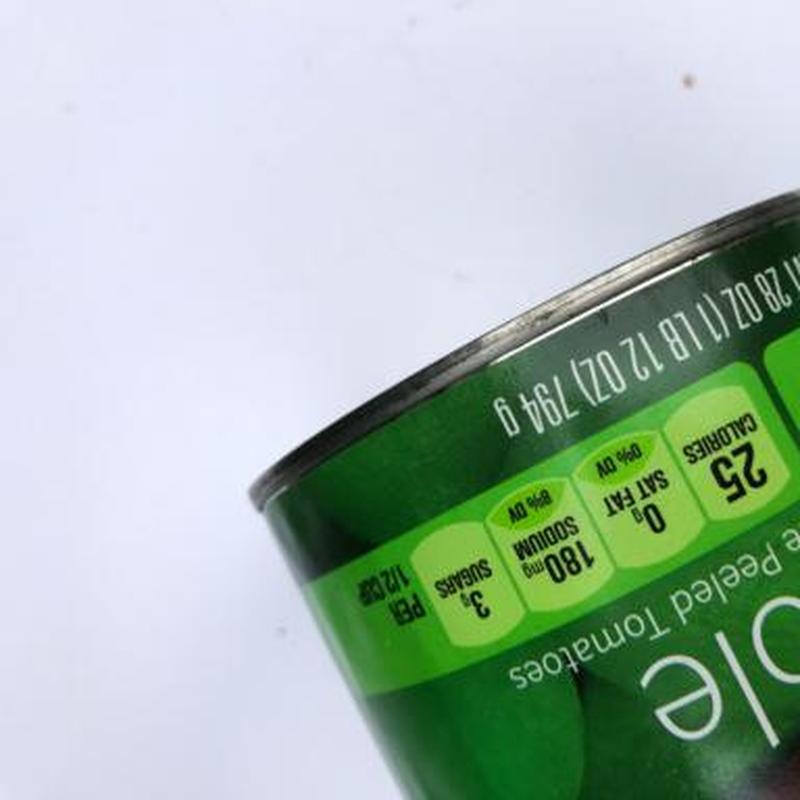 ole
e Peeled Tomatoes
25 CALORIES
0g SAT FAT 0% DV
180mg SODIUM 8% DV
3g SUGARS
PER 1/2 CUP
28 OZ (1 LB 12 OZ) 794 g